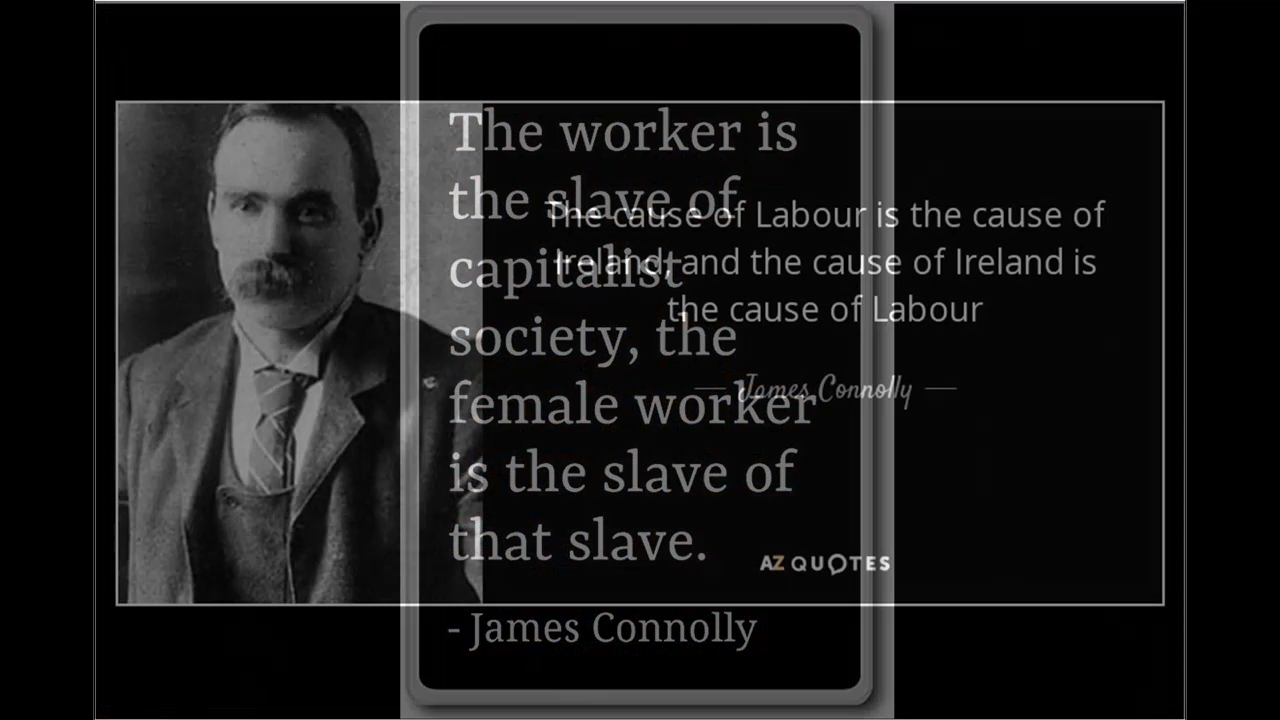 The worker is
the slave of
capitalist
society, the
female worker
is the slave of
that slave.
- James Connolly
The cause of Labour is the cause of
Ireland, and the cause of Ireland is
the cause of Labour
James Connolly
AZ QUOTES